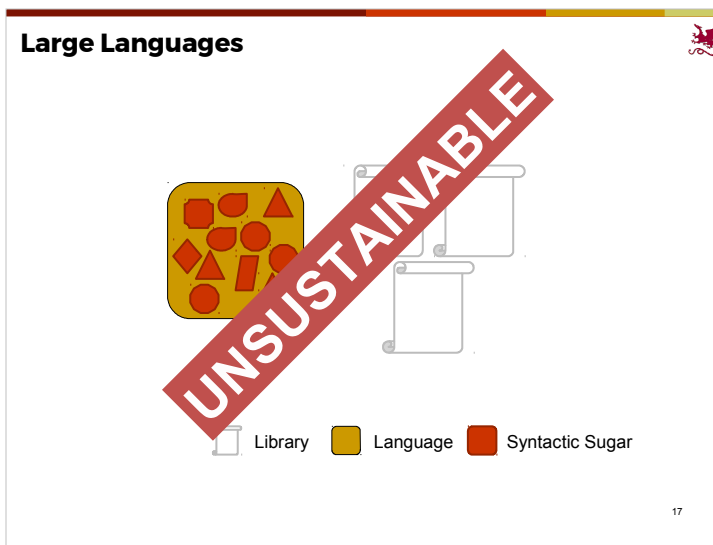 Large Languages
UNSUSTAINABLE
Library
Language
Syntactic Sugar
17